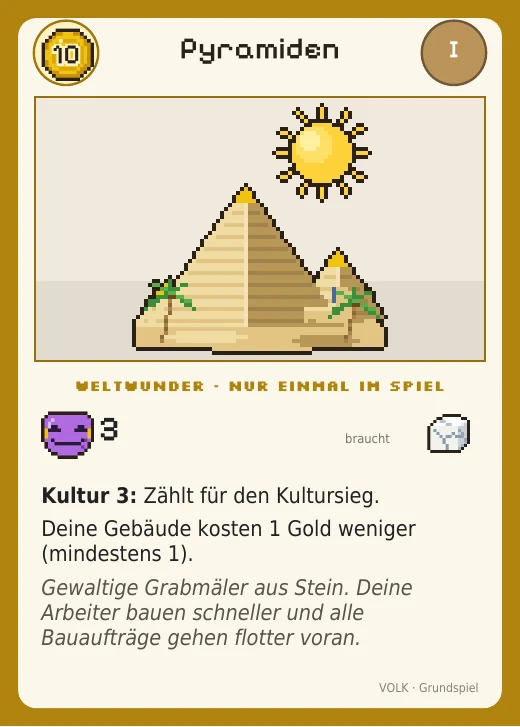 10
Pyramiden
I
WELTWUNDER · NUR EINMAL IM SPIEL
3
braucht
Kultur 3: Zählt für den Kultursieg.
Deine Gebäude kosten 1 Gold weniger
(mindestens 1).
Gewaltige Grabmäler aus Stein. Deine
Arbeiter bauen schneller und alle
Bauaufträge gehen flotter voran.
VOLK · Grundspiel